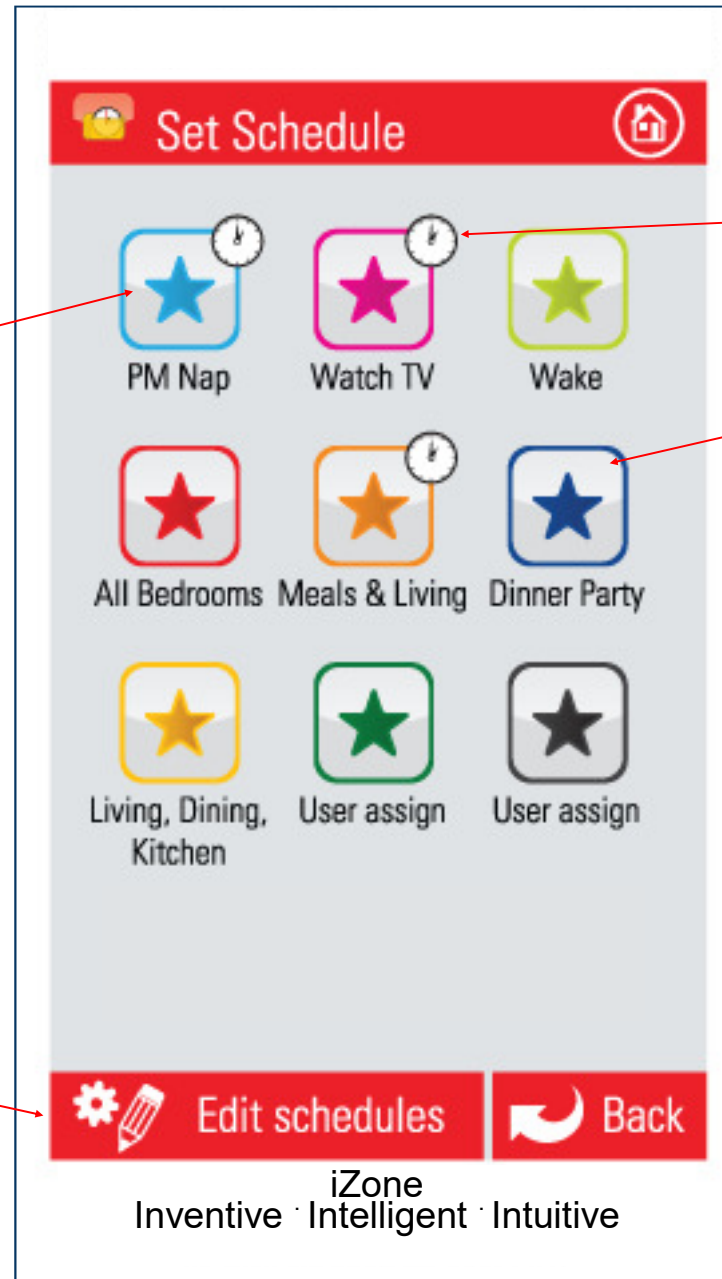 Set Schedule
PM Nap
Watch TV
Wake
All Bedrooms
Meals & Living
Dinner Party
Living, Dining,
Kitchen
User assign
User assign
Edit schedules
Back
iZone
Inventive · Intelligent · Intuitive